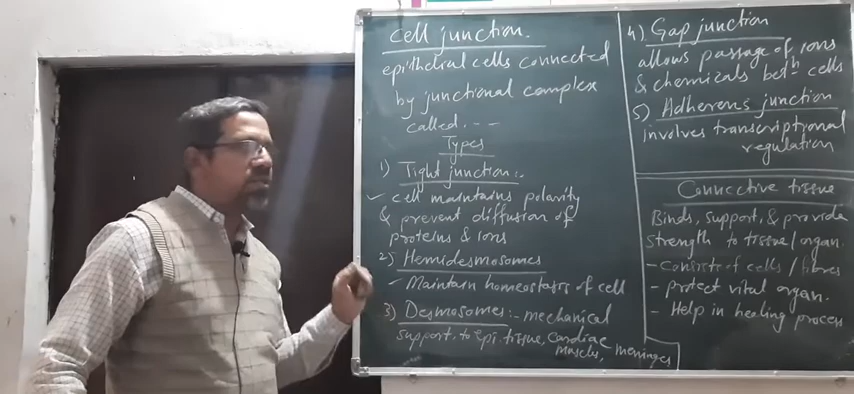 Cell junction.
epithelial cells connected
by junctional complex
called. ---
Types
1) Tight junction:.
✓ Cell maintains polarity
& prevent diffusion of
proteins & ions
2) Hemidesmosomes
- Maintain homeostasis of cell
3) Desmosomes:- mechanical
support, to epi. tissue, cardiac
muscles, meninges
4) Gap junction
allows passage of ions
& chemicals betⁿ cells
5) Adherens junction
involves transcriptional
regulation
Connective tissue
Binds, support, & provide
strength to tissue/organ.
- Consists of cells / fibres
- protect vital organ.
- Help in healing process